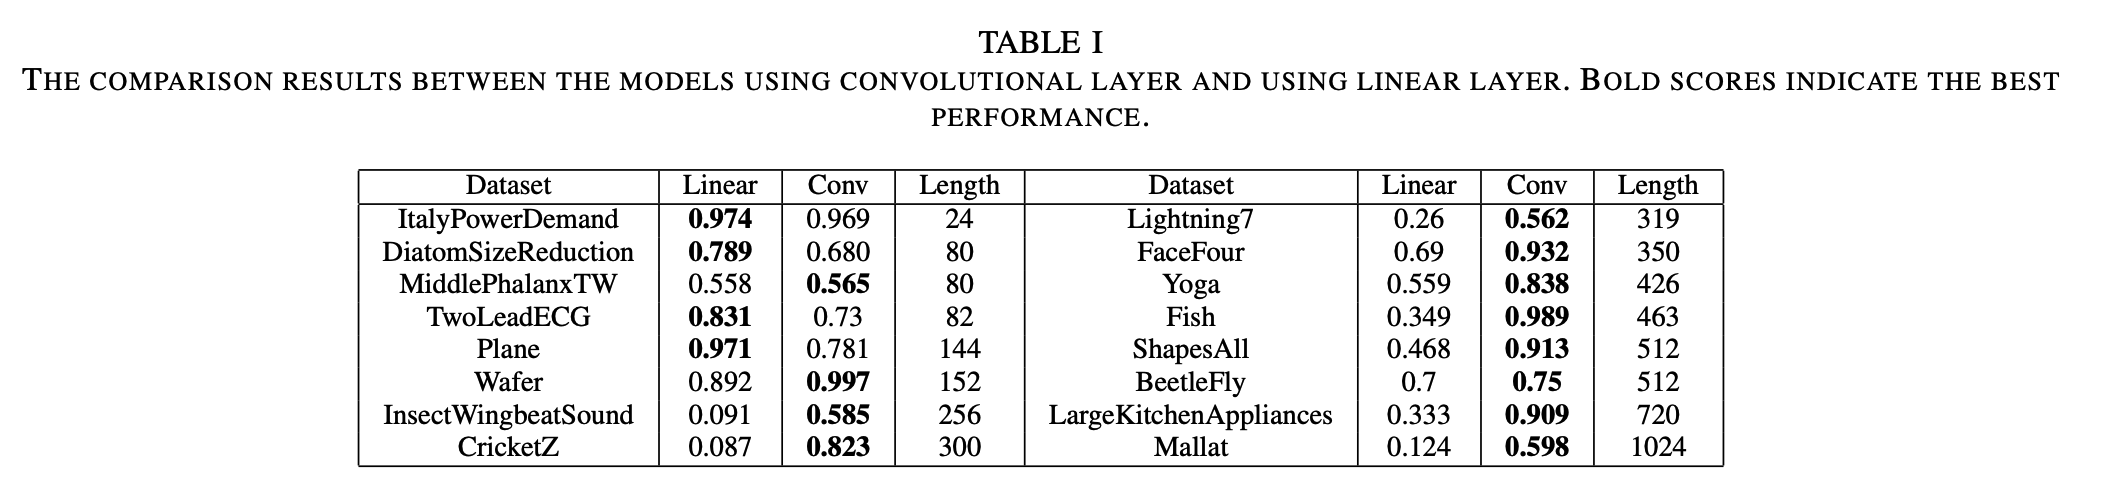 TABLE I
THE COMPARISON RESULTS BETWEEN THE MODELS USING CONVOLUTIONAL LAYER AND USING LINEAR LAYER. BOLD SCORES INDICATE THE BEST
PERFORMANCE.
Dataset Linear Conv Length Dataset Linear Conv Length
ItalyPowerDemand 0.974 0.969 24 Lightning7 0.26 0.562 319
DiatomSizeReduction 0.789 0.680 80 FaceFour 0.69 0.932 350
MiddlePhalanxTW 0.558 0.565 80 Yoga 0.559 0.838 426
TwoLeadECG 0.831 0.73 82 Fish 0.349 0.989 463
Plane 0.971 0.781 144 ShapesAll 0.468 0.913 512
Wafer 0.892 0.997 152 BeetleFly 0.7 0.75 512
InsectWingbeatSound 0.091 0.585 256 LargeKitchenAppliances 0.333 0.909 720
CricketZ 0.087 0.823 300 Mallat 0.124 0.598 1024